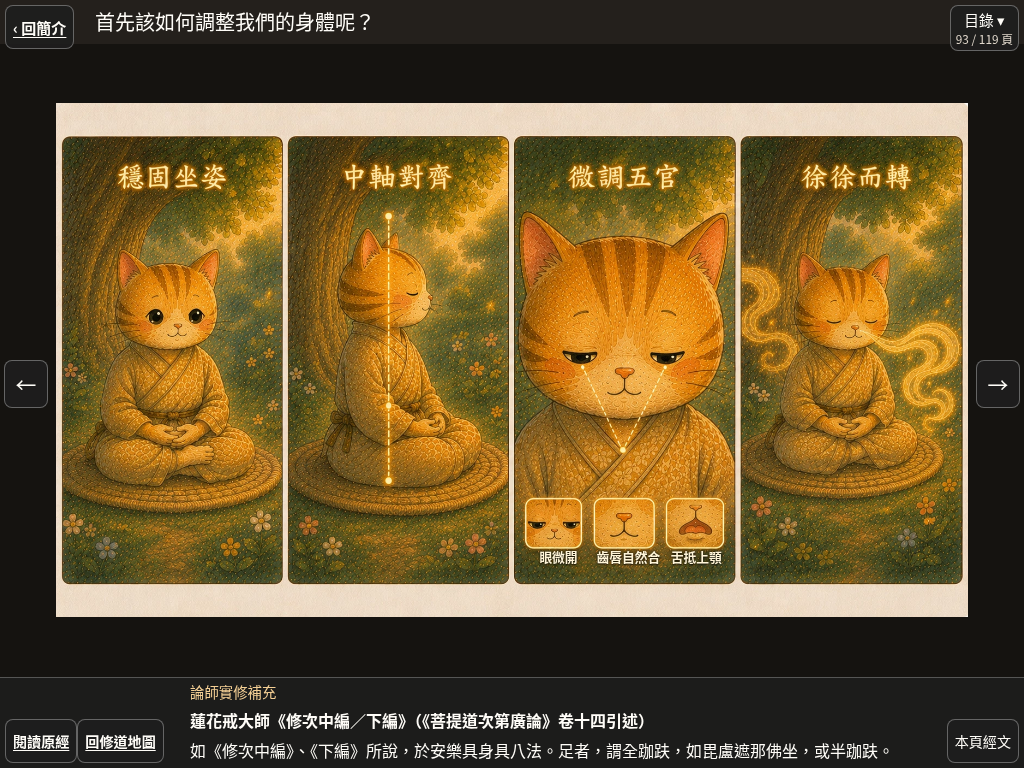 ‹ 回簡介
首先該如何調整我們的身體呢？
目錄 ▾
93 / 119 頁
穩固坐姿
中軸對齊
微調五官
徐徐而轉
眼微開
齒唇自然合
舌抵上顎
←
→
論師實修補充
蓮花戒大師《修次中編／下編》（《菩提道次第廣論》卷十四引述）
如《修次中編》、《下編》所說，於安樂具身具八法。足者，謂全跏趺，如毘盧遮那佛坐，或半跏趺。
閱讀原經
回修道地圖
本頁經文